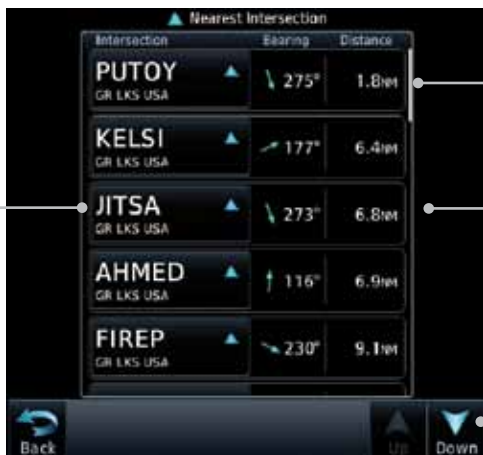 Nearest Intersection
Intersection Bearing Distance
PUTOY 275° 1.8NM
GR LKS USA
KELSI 177° 6.4NM
GR LKS USA
JITSA 273° 6.8NM
GR LKS USA
AHMED 116° 6.9NM
GR LKS USA
FIREP 230° 9.1NM
GR LKS USA
Back Up Down